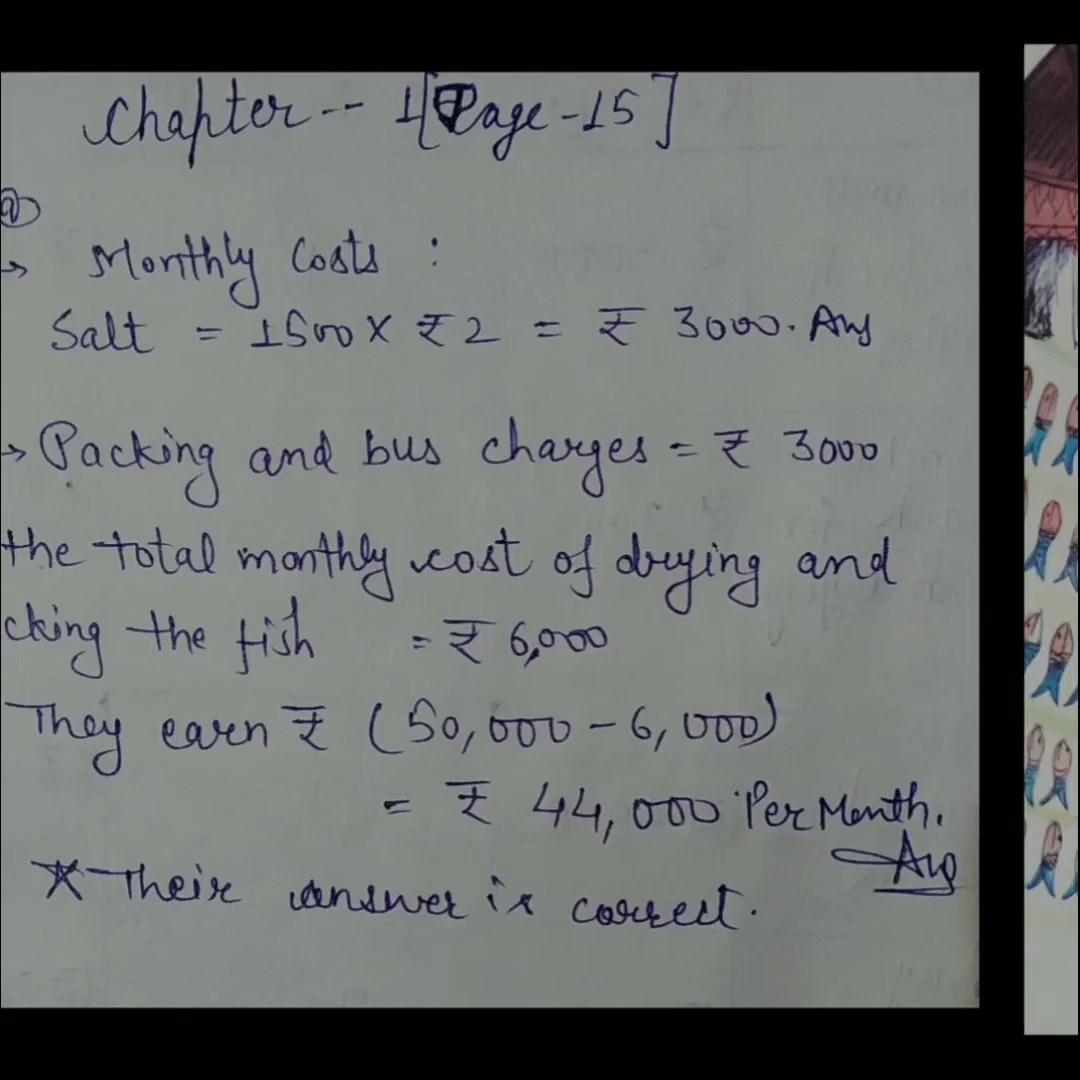 Chapter-- 1[Page-15]
a
→ Monthly Costs :
Salt = 1500 X ₹ 2 = ₹ 3000. Ans
→ Packing and bus charges = ₹ 3000
the total monthly cost of drying and
cking the fish = ₹ 6,000
They earn ₹ (50,000 - 6,000)
= ₹ 44,000 Per Month.
Ans
* Their answer is correct.